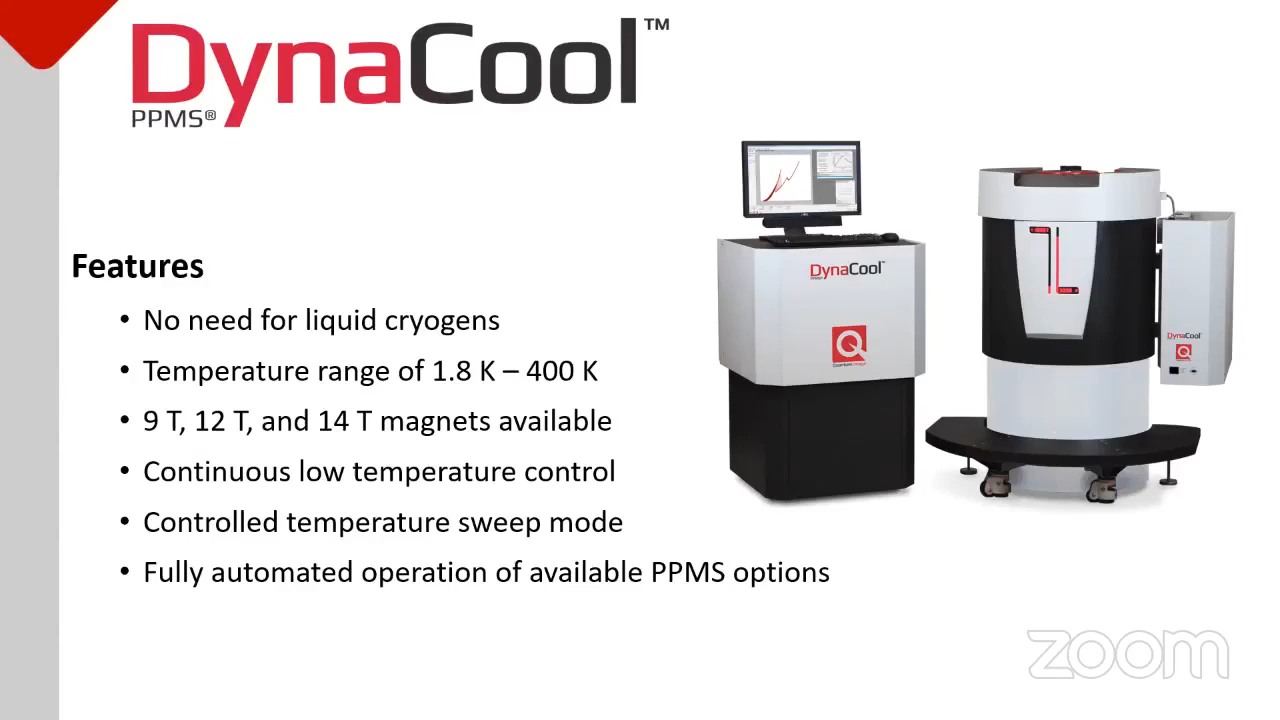 DynaCool™
PPMS®
Features
• No need for liquid cryogens
• Temperature range of 1.8 K – 400 K
• 9 T, 12 T, and 14 T magnets available
• Continuous low temperature control
• Controlled temperature sweep mode
• Fully automated operation of available PPMS options
DynaCool™
DynaCool
zoom